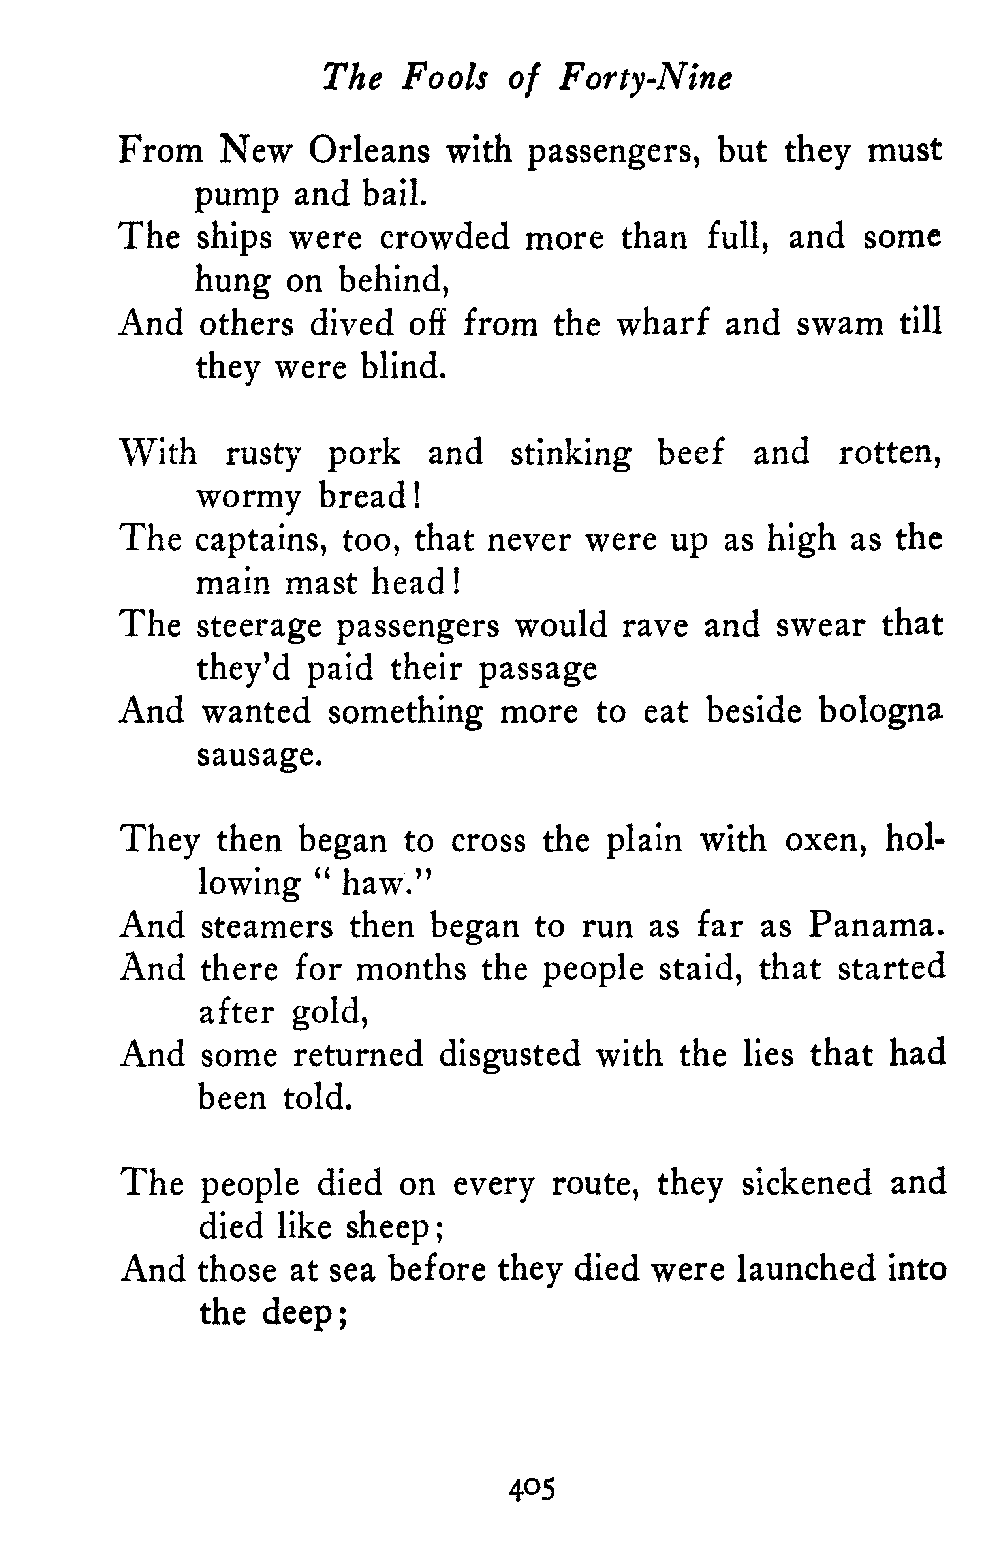 The Fools of Forty-Nine
From New Orleans with passengers, but they must
pump and bail.
The ships were crowded more than full, and some
hung on behind,
And others dived off from the wharf and swam till
they were blind.
With rusty pork and stinking beef and rotten,
wormy bread!
The captains, too, that never were up as high as the
main mast head!
The steerage passengers would rave and swear that
they'd paid their passage
And wanted something more to eat beside bologna
sausage.
They then began to cross the plain with oxen, hol-
lowing " haw."
And steamers then began to run as far as Panama.
And there for months the people staid, that started
after gold,
And some returned disgusted with the lies that had
been told.
The people died on every route, they sickened and
died like sheep;
And those at sea before they died were launched into
the deep;
405